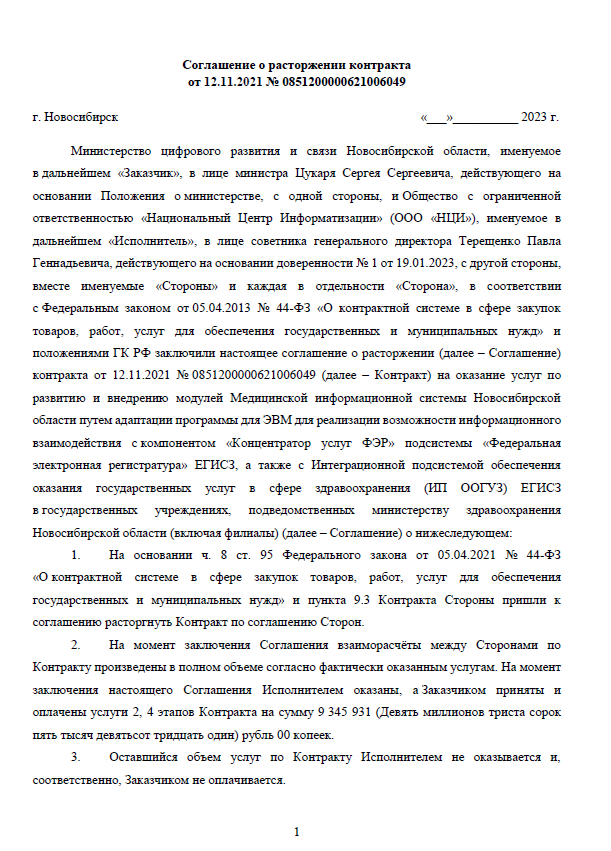 Соглашение о расторжении контракта
от 12.11.2021 № 0851200000621006049
г. Новосибирск «___»__________ 2023 г.
Министерство цифрового развития и связи Новосибирской области, именуемое
в дальнейшем «Заказчик», в лице министра Цукаря Сергея Сергеевича, действующего на
основании Положения о министерстве, с одной стороны, и Общество с ограниченной
ответственностью «Национальный Центр Информатизации» (ООО «НЦИ»), именуемое в
дальнейшем «Исполнитель», в лице советника генерального директора Терещенко Павла
Геннадьевича, действующего на основании доверенности № 1 от 19.01.2023, с другой стороны,
вместе именуемые «Стороны» и каждая в отдельности «Сторона», в соответствии
с Федеральным законом от 05.04.2013 № 44-ФЗ «О контрактной системе в сфере закупок
товаров, работ, услуг для обеспечения государственных и муниципальных нужд» и
положениями ГК РФ заключили настоящее соглашение о расторжении (далее – Соглашение)
контракта от 12.11.2021 № 0851200000621006049 (далее – Контракт) на оказание услуг по
развитию и внедрению модулей Медицинской информационной системы Новосибирской
области путем адаптации программы для ЭВМ для реализации возможности информационного
взаимодействия с компонентом «Концентратор услуг ФЭР» подсистемы «Федеральная
электронная регистратура» ЕГИСЗ, а также с Интеграционной подсистемой обеспечения
оказания государственных услуг в сфере здравоохранения (ИП ООГУЗ) ЕГИСЗ
в государственных учреждениях, подведомственных министерству здравоохранения
Новосибирской области (включая филиалы) (далее – Соглашение) о нижеследующем:
1. На основании ч. 8 ст. 95 Федерального закона от 05.04.2021 № 44-ФЗ
«О контрактной системе в сфере закупок товаров, работ, услуг для обеспечения
государственных и муниципальных нужд» и пункта 9.3 Контракта Стороны пришли к
соглашению расторгнуть Контракт по соглашению Сторон.
2. На момент заключения Соглашения взаиморасчёты между Сторонами по
Контракту произведены в полном объеме согласно фактически оказанным услугам. На момент
заключения настоящего Соглашения Исполнителем оказаны, а Заказчиком приняты и
оплачены услуги 2, 4 этапов Контракта на сумму 9 345 931 (Девять миллионов триста сорок
пять тысяч девятьсот тридцать один) рубль 00 копеек.
3. Оставшийся объем услуг по Контракту Исполнителем не оказывается и,
соответственно, Заказчиком не оплачивается.
1